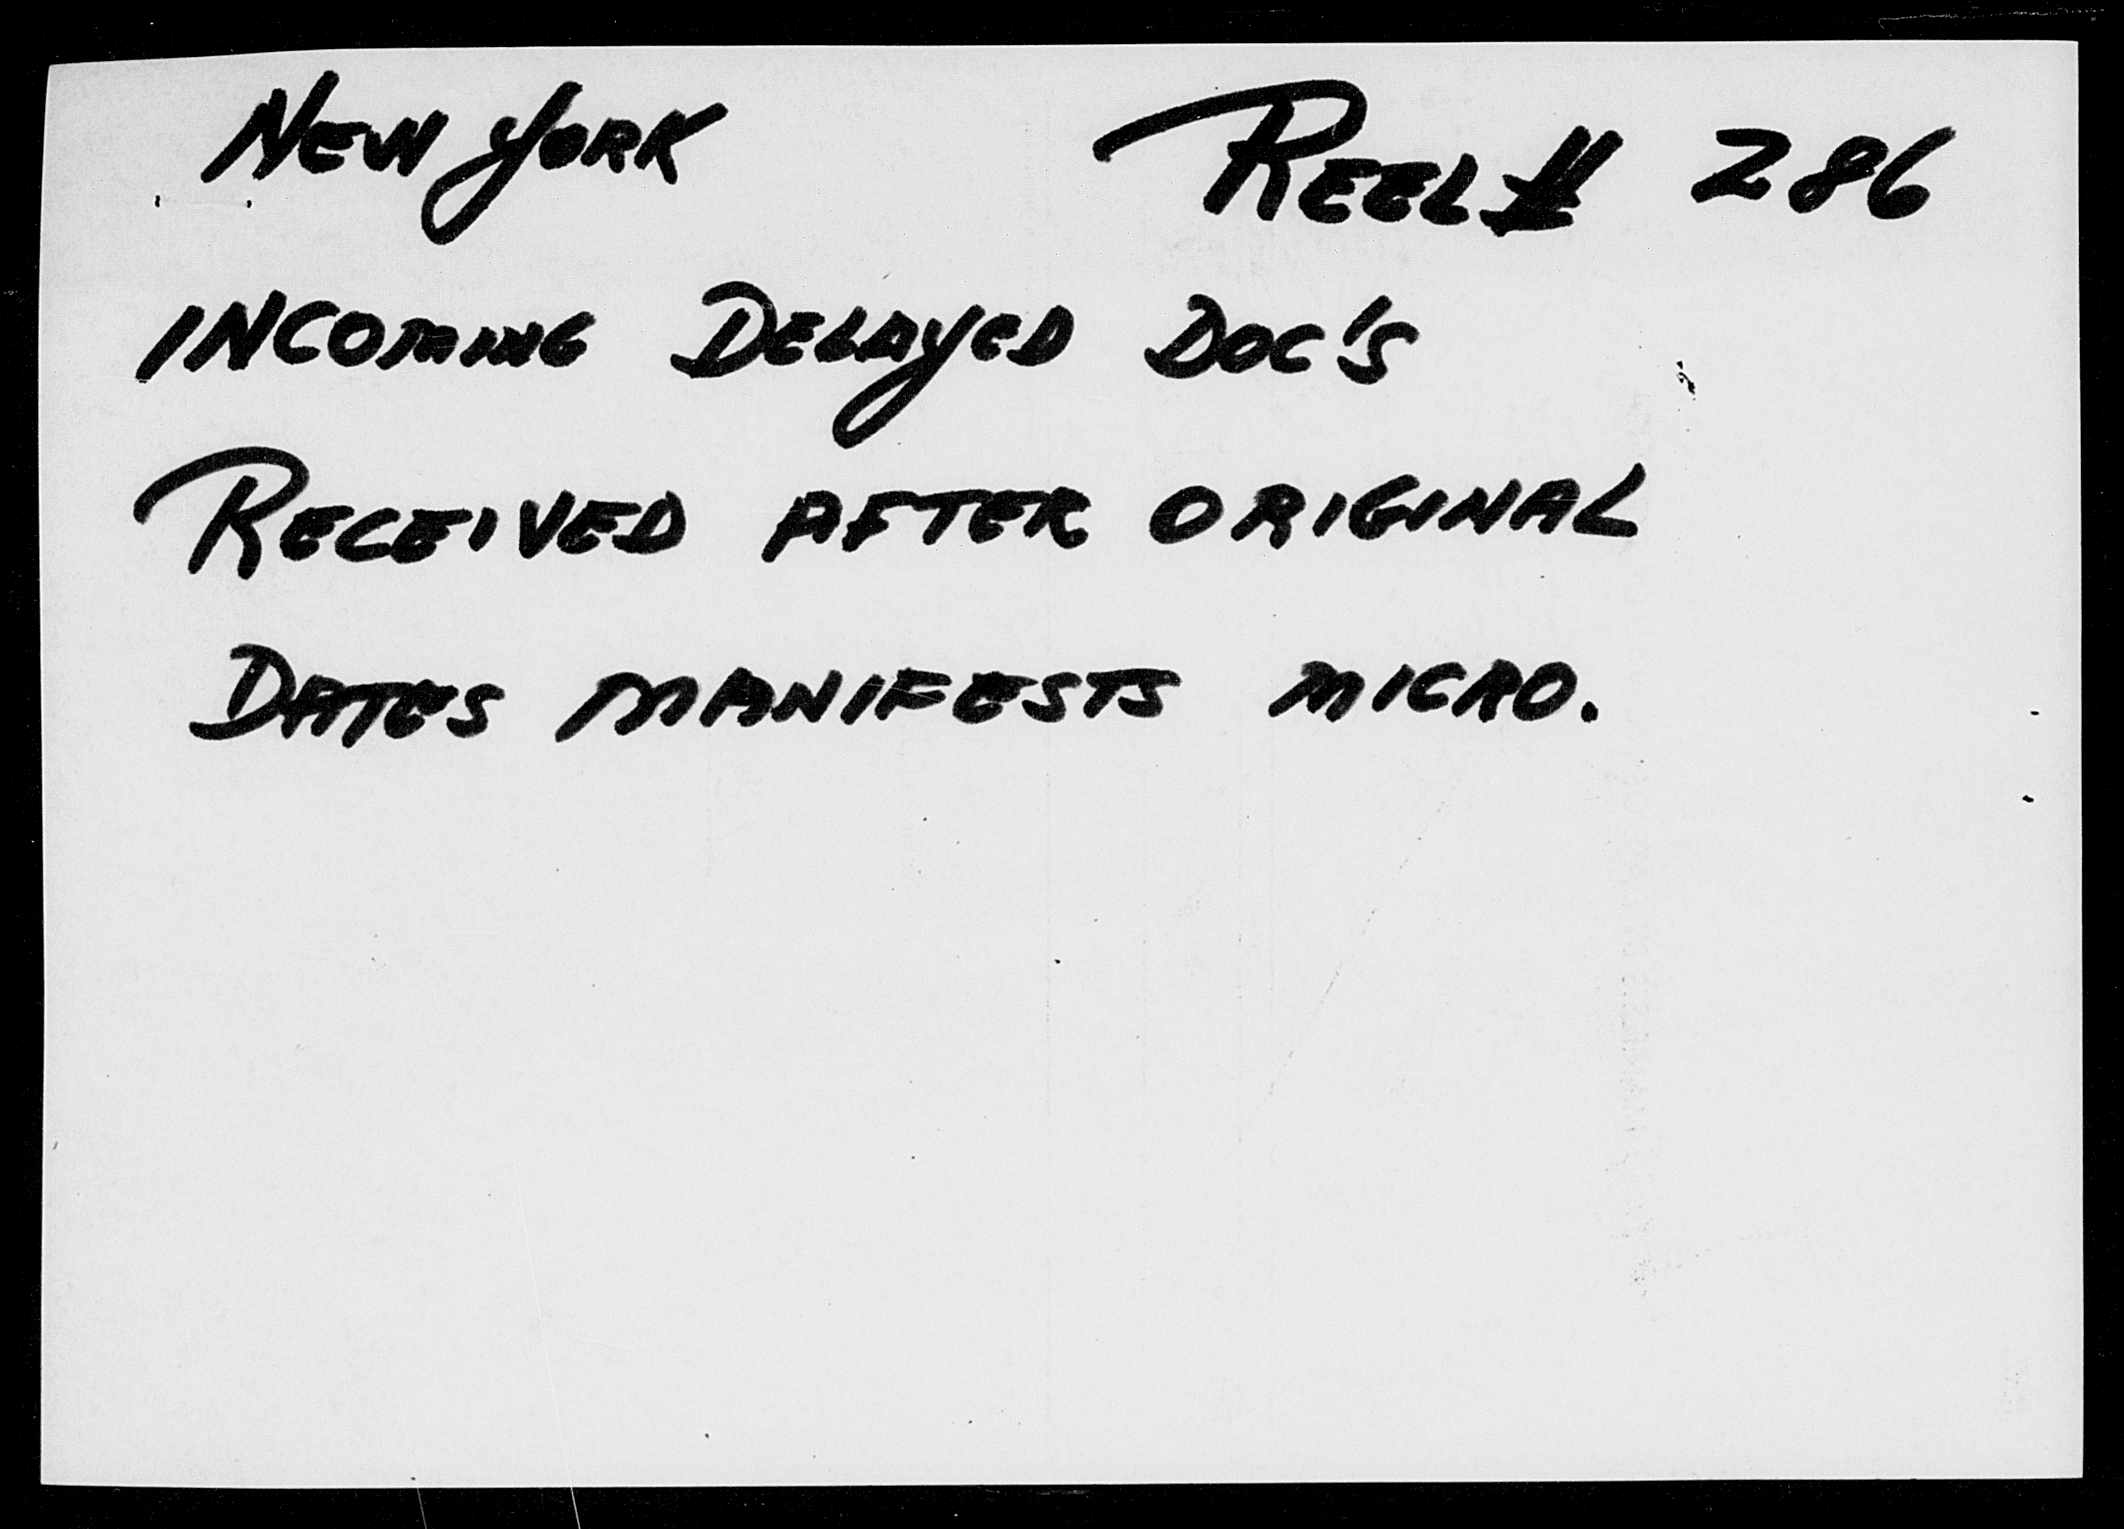 New York Reel # 286
Incoming Delayed Doc's
Received after original
Dates manifests micro.